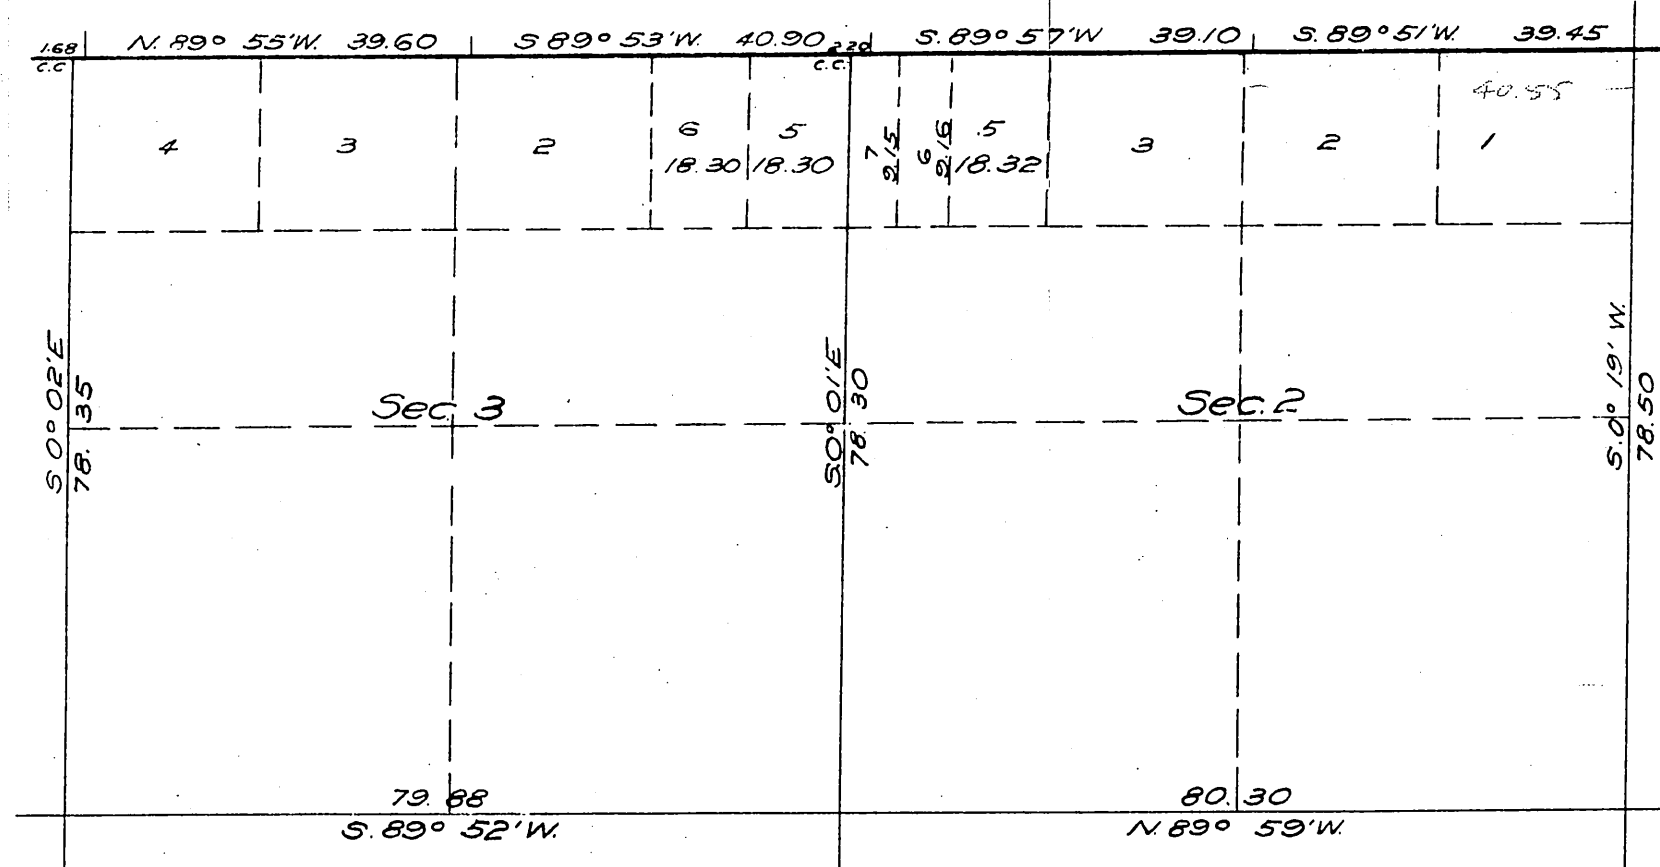 1.68 N. 89° 55'W. 39.60 S 89° 53'W. 40.90 2.20 S. 89° 57'W 39.10 S. 89° 51'W. 39.45
C.C C.C.
40.55
4 3 2 6 5 7 6 .5 3 2 1
18.30 18.30 9.15 9.16 18.32
S 0° 02'E
78. 35
Sec. 3
S0° 01'E
78. 30
Sec. 2
S. 0° 19' W.
78.50
79. 88
S. 89° 52' W.
80. 30
N. 89° 59' W.